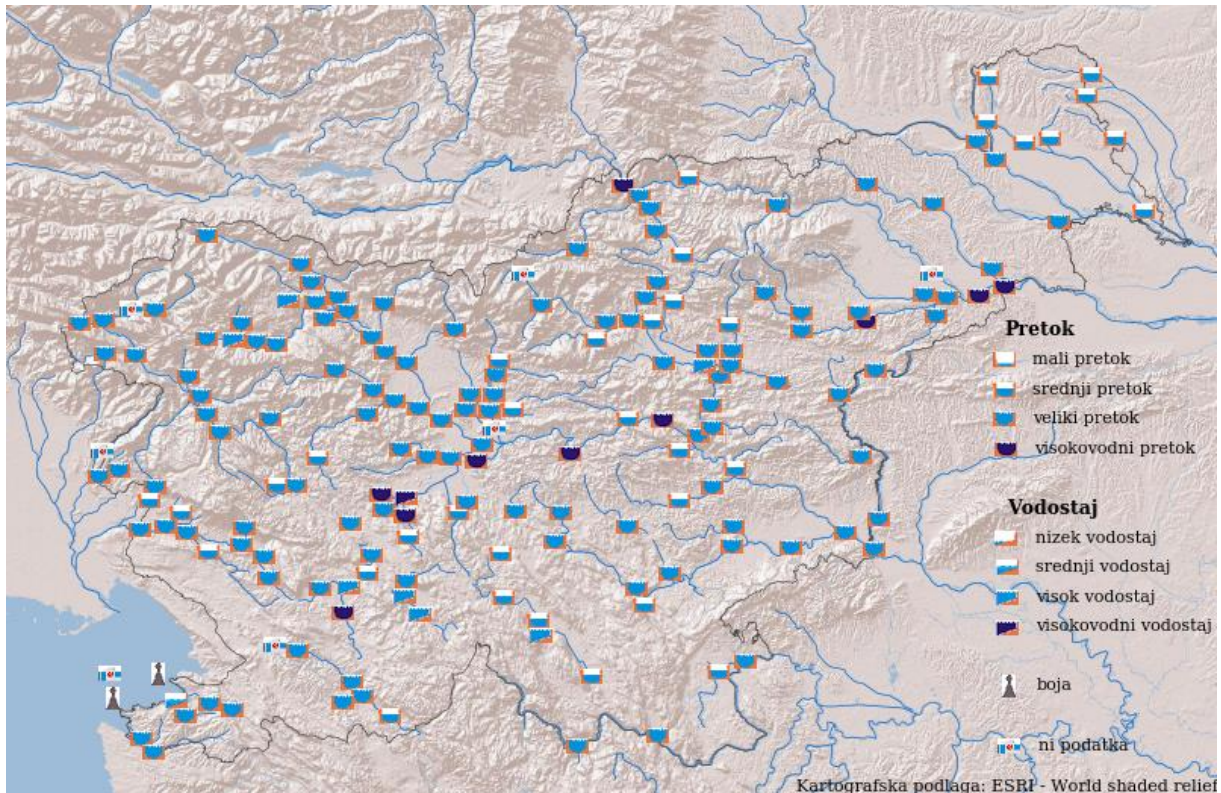 Pretok
mali pretok
srednji pretok
veliki pretok
visokovodni pretok
Vodostaj
nizek vodostaj
srednji vodostaj
visok vodostaj
visokovodni vodostaj
boja
ni podatka
Kartografska podlaga: ESRI - World shaded relief